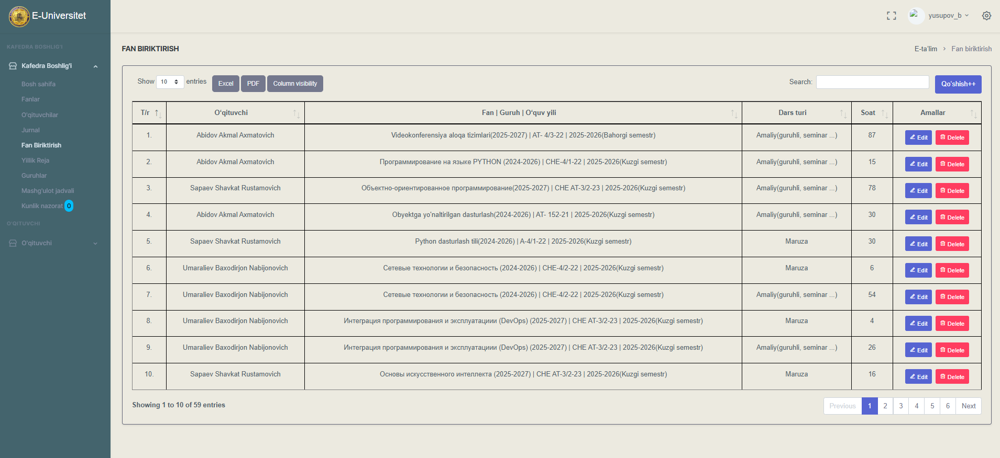 E-Universitet
yusupov_b
KAFEDRA BOSHLIG'I
Kafedra Boshlig'i
Bosh sahifa
Fanlar
O'qituvchilar
Jurnal
Fan Biriktirish
Yillik Reja
Guruhlar
Mashg'ulot jadvali
Kunlik nazorat 0
O'QITUVCHI
O'qituvchi
FAN BIRIKTIRISH
E-ta'lim > Fan biriktirish
Show 10 entries Excel PDF Column visibility Search: Qo'shish++
T/r O'qituvchi Fan | Guruh | O'quv yili Dars turi Soat Amallar
1. Abidov Akmal Axmatovich Videokonferensiya aloqa tizimlari(2025-2027) | AT- 4/3-22 | 2025-2026(Bahorgi semestr) Amaliy(guruhli, seminar ...) 87 Edit Delete
2. Abidov Akmal Axmatovich Программирование на языке PYTHON (2024-2026) | CHE-4/1-22 | 2025-2026(Kuzgi semestr) Amaliy(guruhli, seminar ...) 15 Edit Delete
3. Sapaev Shavkat Rustamovich Объектно-ориентированное программирование(2025-2027) | CHE AT-3/2-23 | 2025-2026(Kuzgi semestr) Amaliy(guruhli, seminar ...) 78 Edit Delete
4. Abidov Akmal Axmatovich Obyektga yo'naltirilgan dasturlash(2024-2026) | AT- 152-21 | 2025-2026(Kuzgi semestr) Amaliy(guruhli, seminar ...) 30 Edit Delete
5. Sapaev Shavkat Rustamovich Python dasturlash tili(2024-2026) | A-4/1-22 | 2025-2026(Kuzgi semestr) Maruza 30 Edit Delete
6. Umaraliev Baxodirjon Nabijonovich Сетевые технологии и безопасность (2024-2026) | CHE-4/2-22 | 2025-2026(Kuzgi semestr) Maruza 6 Edit Delete
7. Umaraliev Baxodirjon Nabijonovich Сетевые технологии и безопасность (2024-2026) | CHE-4/2-22 | 2025-2026(Kuzgi semestr) Amaliy(guruhli, seminar ...) 54 Edit Delete
8. Umaraliev Baxodirjon Nabijonovich Интеграция программирования и эксплуатациии (DevOps) (2025-2027) | CHE AT-3/2-23 | 2025-2026(Kuzgi semestr) Maruza 4 Edit Delete
9. Umaraliev Baxodirjon Nabijonovich Интеграция программирования и эксплуатациии (DevOps) (2025-2027) | CHE AT-3/2-23 | 2025-2026(Kuzgi semestr) Amaliy(guruhli, seminar ...) 26 Edit Delete
10. Sapaev Shavkat Rustamovich Основы искусственного интеллекта (2025-2027) | CHE AT-3/2-23 | 2025-2026(Kuzgi semestr) Maruza 16 Edit Delete
Showing 1 to 10 of 59 entries
Previous 1 2 3 4 5 6 Next